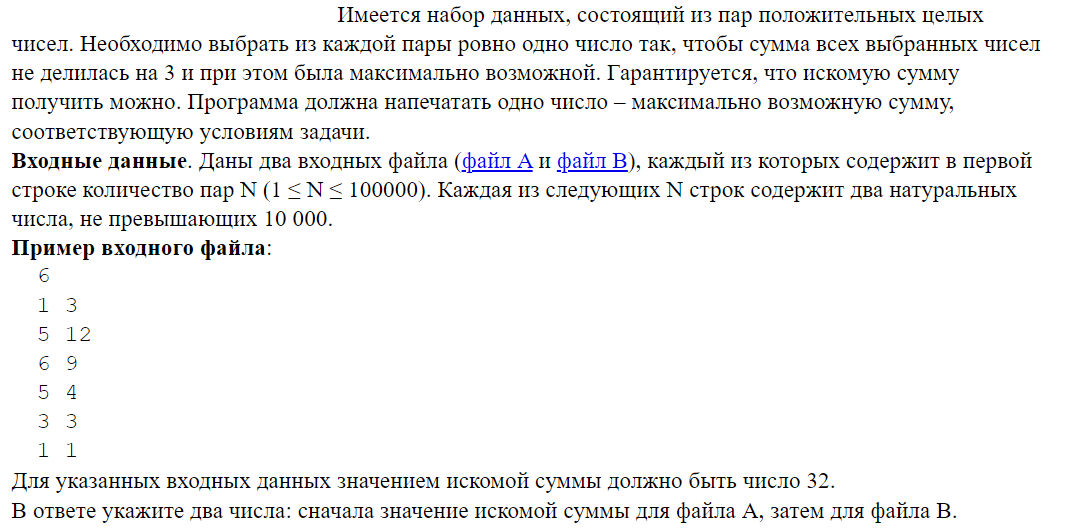 Имеется набор данных, состоящий из пар положительных целых
чисел. Необходимо выбрать из каждой пары ровно одно число так, чтобы сумма всех выбранных чисел
не делилась на 3 и при этом была максимально возможной. Гарантируется, что искомую сумму
получить можно. Программа должна напечатать одно число – максимально возможную сумму,
соответствующую условиям задачи.
Входные данные. Даны два входных файла (файл A и файл B), каждый из которых содержит в первой
строке количество пар N (1 ≤ N ≤ 100000). Каждая из следующих N строк содержит два натуральных
числа, не превышающих 10 000.
Пример входного файла:
6
1 3
5 12
6 9
5 4
3 3
1 1
Для указанных входных данных значением искомой суммы должно быть число 32.
В ответе укажите два числа: сначала значение искомой суммы для файла А, затем для файла B.